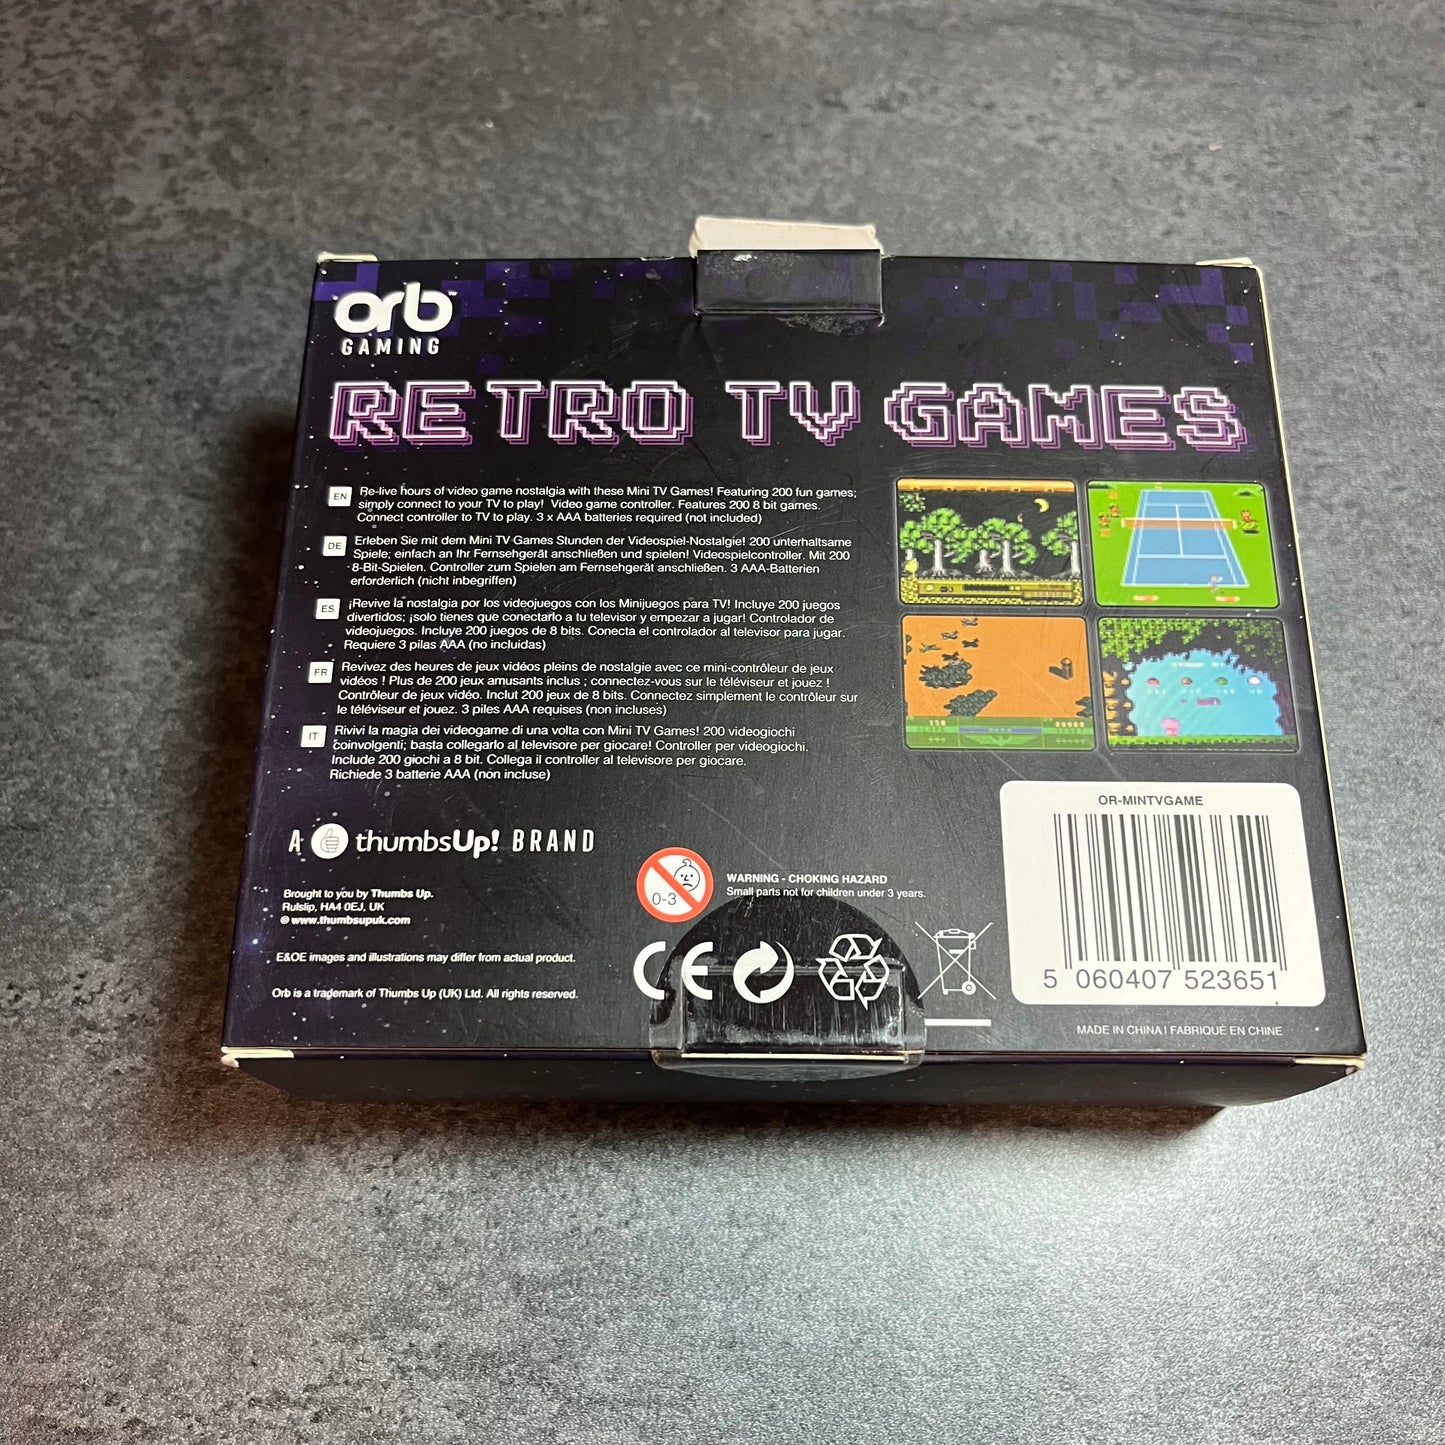 orb™
GAMING
RETRO TV GAMES
EN
Re-live hours of video game nostalgia with these Mini TV Games! Featuring 200 fun games;
simply connect to your TV to play! Video game controller. Features 200 8 bit games.
Connect controller to TV to play. 3 x AAA batteries required (not included)
DE
Erleben Sie mit dem Mini TV Games Stunden der Videospiel-Nostalgie! 200 unterhaltsame
Spiele; einfach an Ihr Fernsehgerät anschließen und spielen! Videospielcontroller. Mit 200
8-Bit-Spielen. Controller zum Spielen am Fernsehgerät anschließen. 3 AAA-Batterien
erforderlich (nicht inbegriffen)
ES
¡Revive la nostalgia por los videojuegos con los Minijuegos para TV! Incluye 200 juegos
divertidos; ¡solo tienes que conectarlo a tu televisor y empezar a jugar! Controlador de
videojuegos. Incluye 200 juegos de 8 bits. Conecta el controlador al televisor para jugar.
Requiere 3 pilas AAA (no incluidas)
FR
Revivez des heures de jeux vidéos pleins de nostalgie avec ce mini-contrôleur de jeux
vidéos ! Plus de 200 jeux amusants inclus ; connectez-vous sur le téléviseur et jouez !
Contrôleur de jeux vidéo. Inclut 200 jeux de 8 bits. Connectez simplement le contrôleur sur
le téléviseur et jouez. 3 piles AAA requises (non incluses)
IT
Rivivi la magia dei videogame di una volta con Mini TV Games! 200 videogiochi
coinvolgenti; basta collegarlo al televisore per giocare! Controller per videogiochi.
Include 200 giochi a 8 bit. Collega il controller al televisore per giocare.
Richiede 3 batterie AAA (non incluse)
A thumbsUp! BRAND
Brought to you by Thumbs Up.
Ruislip, HA4 0EJ, UK
© www.thumbsupuk.com
E&OE images and illustrations may differ from actual product.
Orb is a trademark of Thumbs Up (UK) Ltd. All rights reserved.
0-3
WARNING - CHOKING HAZARD
Small parts not for children under 3 years.
CE
OR-MINTVGAME
5 060407 523651
MADE IN CHINA I FABRIQUÉ EN CHINE